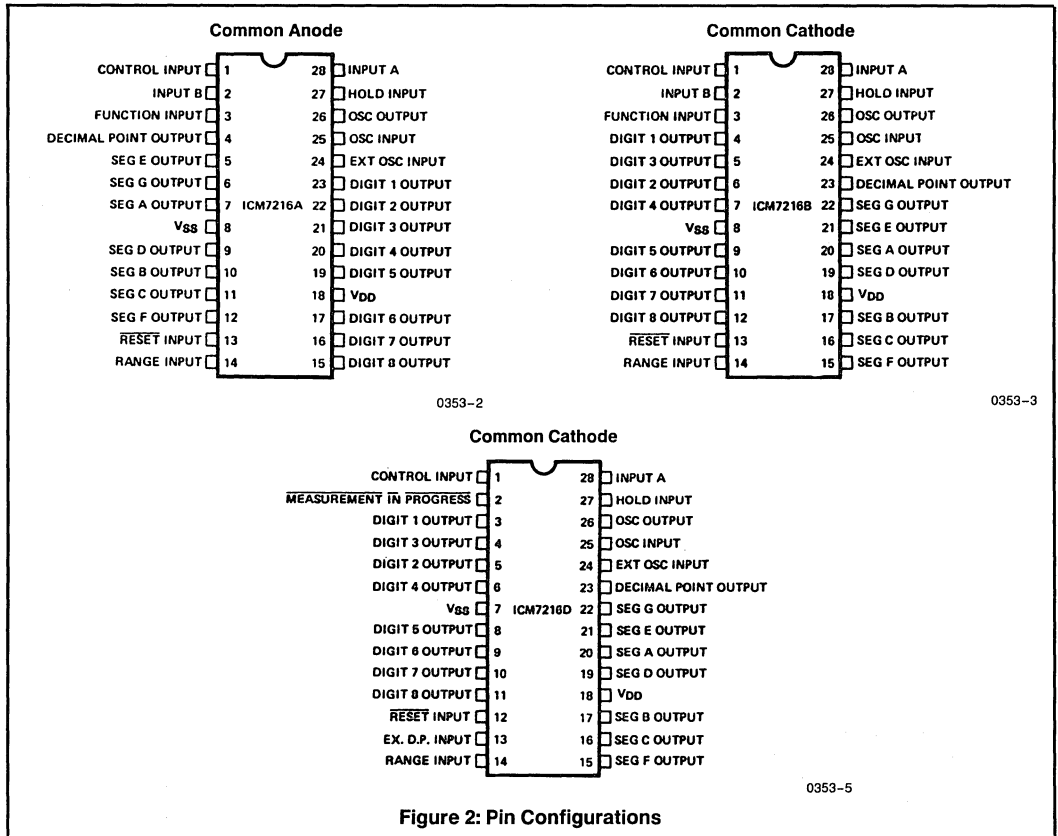 Common Anode
CONTROL INPUT 1 28 INPUT A
INPUT B 2 27 HOLD INPUT
FUNCTION INPUT 3 26 OSC OUTPUT
DECIMAL POINT OUTPUT 4 25 OSC INPUT
SEG E OUTPUT 5 24 EXT OSC INPUT
SEG G OUTPUT 6 23 DIGIT 1 OUTPUT
SEG A OUTPUT 7 ICM7216A 22 DIGIT 2 OUTPUT
VSS 8 21 DIGIT 3 OUTPUT
SEG D OUTPUT 9 20 DIGIT 4 OUTPUT
SEG B OUTPUT 10 19 DIGIT 5 OUTPUT
SEG C OUTPUT 11 18 VDD
SEG F OUTPUT 12 17 DIGIT 6 OUTPUT
RESET INPUT 13 16 DIGIT 7 OUTPUT
RANGE INPUT 14 15 DIGIT 8 OUTPUT
0353–2
Common Cathode
CONTROL INPUT 1 28 INPUT A
INPUT B 2 27 HOLD INPUT
FUNCTION INPUT 3 26 OSC OUTPUT
DIGIT 1 OUTPUT 4 25 OSC INPUT
DIGIT 3 OUTPUT 5 24 EXT OSC INPUT
DIGIT 2 OUTPUT 6 23 DECIMAL POINT OUTPUT
DIGIT 4 OUTPUT 7 ICM7216B 22 SEG G OUTPUT
VSS 8 21 SEG E OUTPUT
DIGIT 5 OUTPUT 9 20 SEG A OUTPUT
DIGIT 6 OUTPUT 10 19 SEG D OUTPUT
DIGIT 7 OUTPUT 11 18 VDD
DIGIT 8 OUTPUT 12 17 SEG B OUTPUT
RESET INPUT 13 16 SEG C OUTPUT
RANGE INPUT 14 15 SEG F OUTPUT
0353–3
Common Cathode
CONTROL INPUT 1 28 INPUT A
MEASUREMENT IN PROGRESS 2 27 HOLD INPUT
DIGIT 1 OUTPUT 3 26 OSC OUTPUT
DIGIT 3 OUTPUT 4 25 OSC INPUT
DIGIT 2 OUTPUT 5 24 EXT OSC INPUT
DIGIT 4 OUTPUT 6 23 DECIMAL POINT OUTPUT
VSS 7 ICM7216D 22 SEG G OUTPUT
DIGIT 5 OUTPUT 8 21 SEG E OUTPUT
DIGIT 6 OUTPUT 9 20 SEG A OUTPUT
DIGIT 7 OUTPUT 10 19 SEG D OUTPUT
DIGIT 8 OUTPUT 11 18 VDD
RESET INPUT 12 17 SEG B OUTPUT
EX. D.P. INPUT 13 16 SEG C OUTPUT
RANGE INPUT 14 15 SEG F OUTPUT
0353–5
Figure 2: Pin Configurations